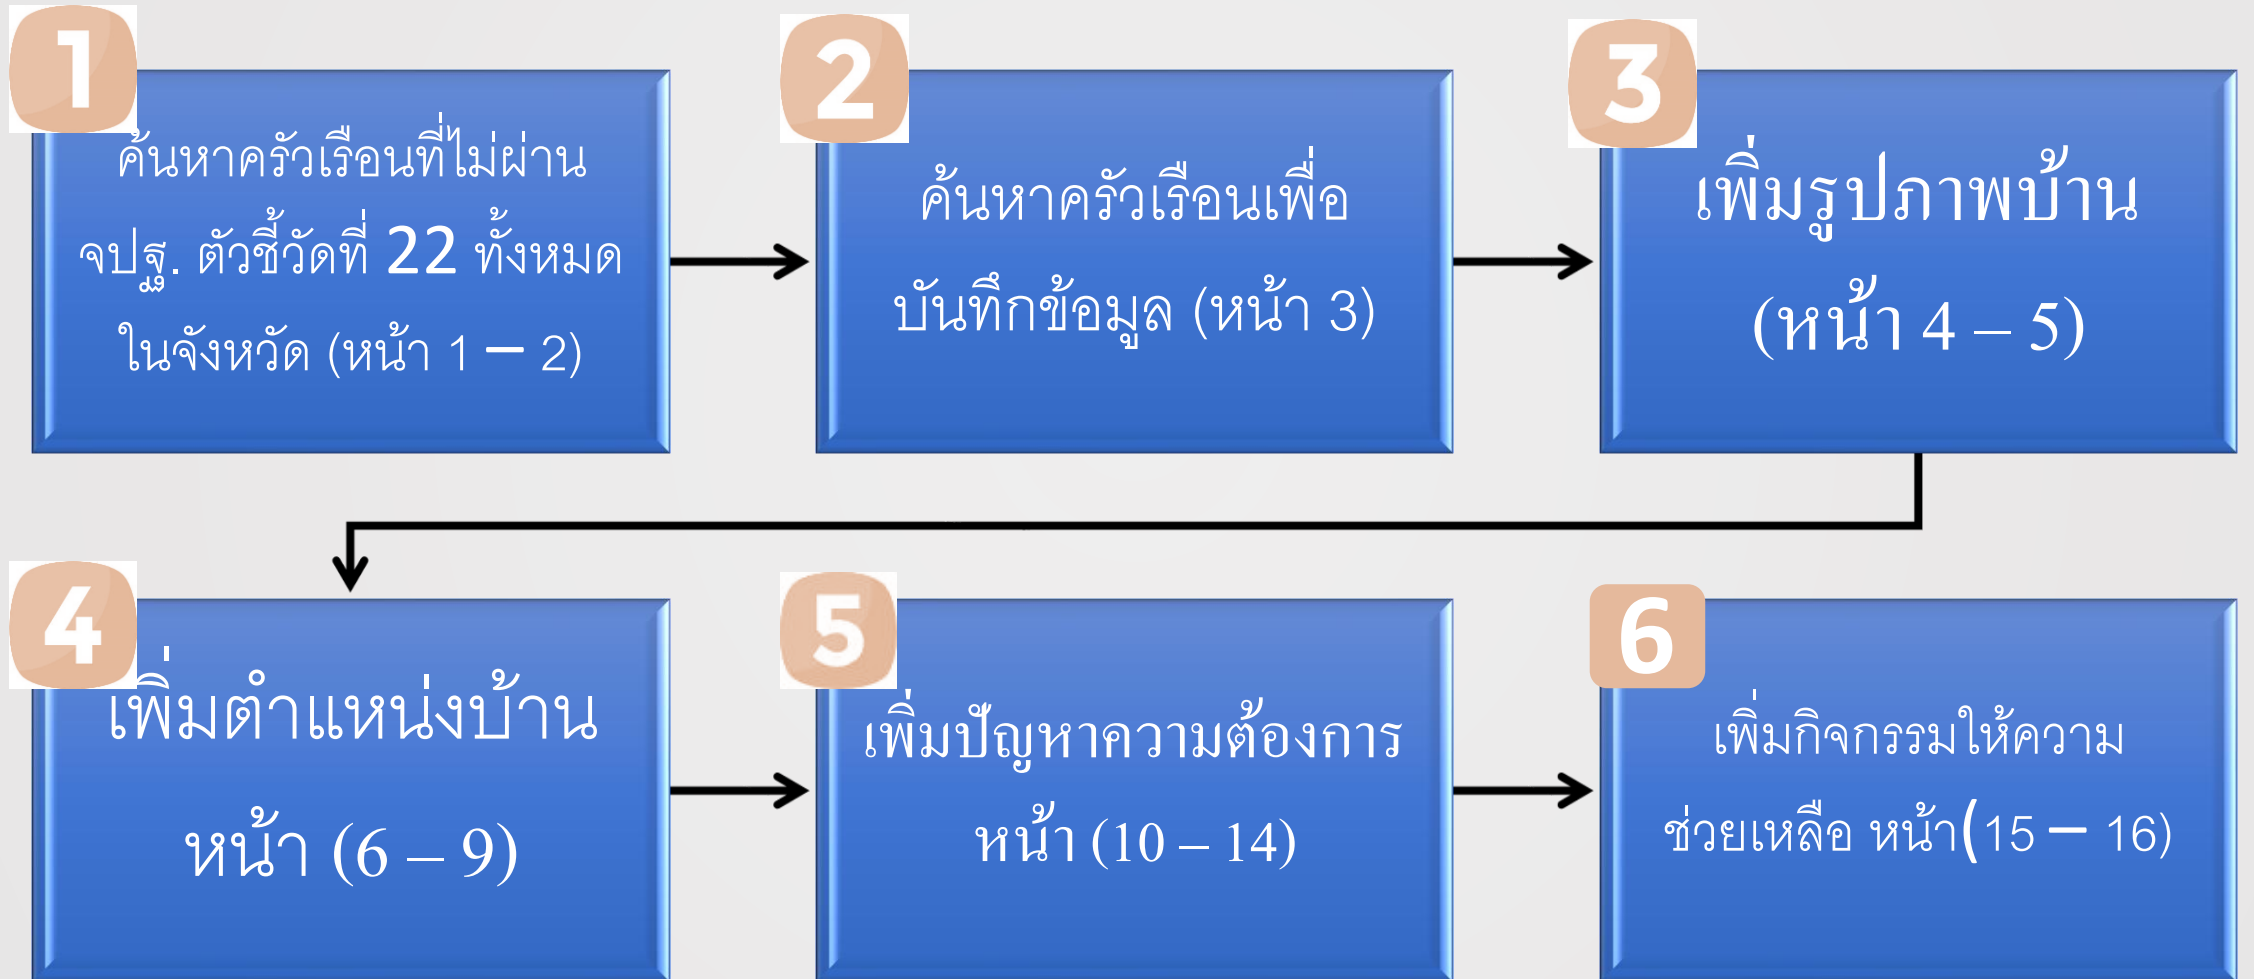 1
ค้นหาครัวเรือนที่ไม่ผ่าน
จปฐ. ตัวชี้วัดที่ 22 ทั้งหมด
ในจังหวัด (หน้า 1 – 2)
2
ค้นหาครัวเรือนเพื่อ
บันทึกข้อมูล (หน้า 3)
3
เพิ่มรูปภาพบ้าน
(หน้า 4 – 5)
4
เพิ่มตำแหน่งบ้าน
หน้า (6 – 9)
5
เพิ่มปัญหาความต้องการ
หน้า (10 – 14)
6
เพิ่มกิจกรรมให้ความ
ช่วยเหลือ หน้า(15 – 16)